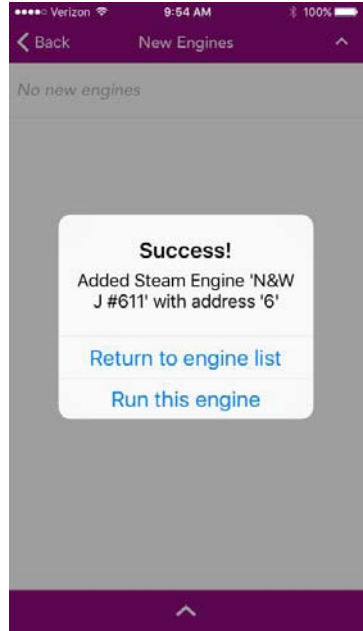 Verizon 9:54 AM 100%
Back New Engines
No new engines
Success!
Added Steam Engine 'N&W
J #611' with address '6'
Return to engine list
Run this engine